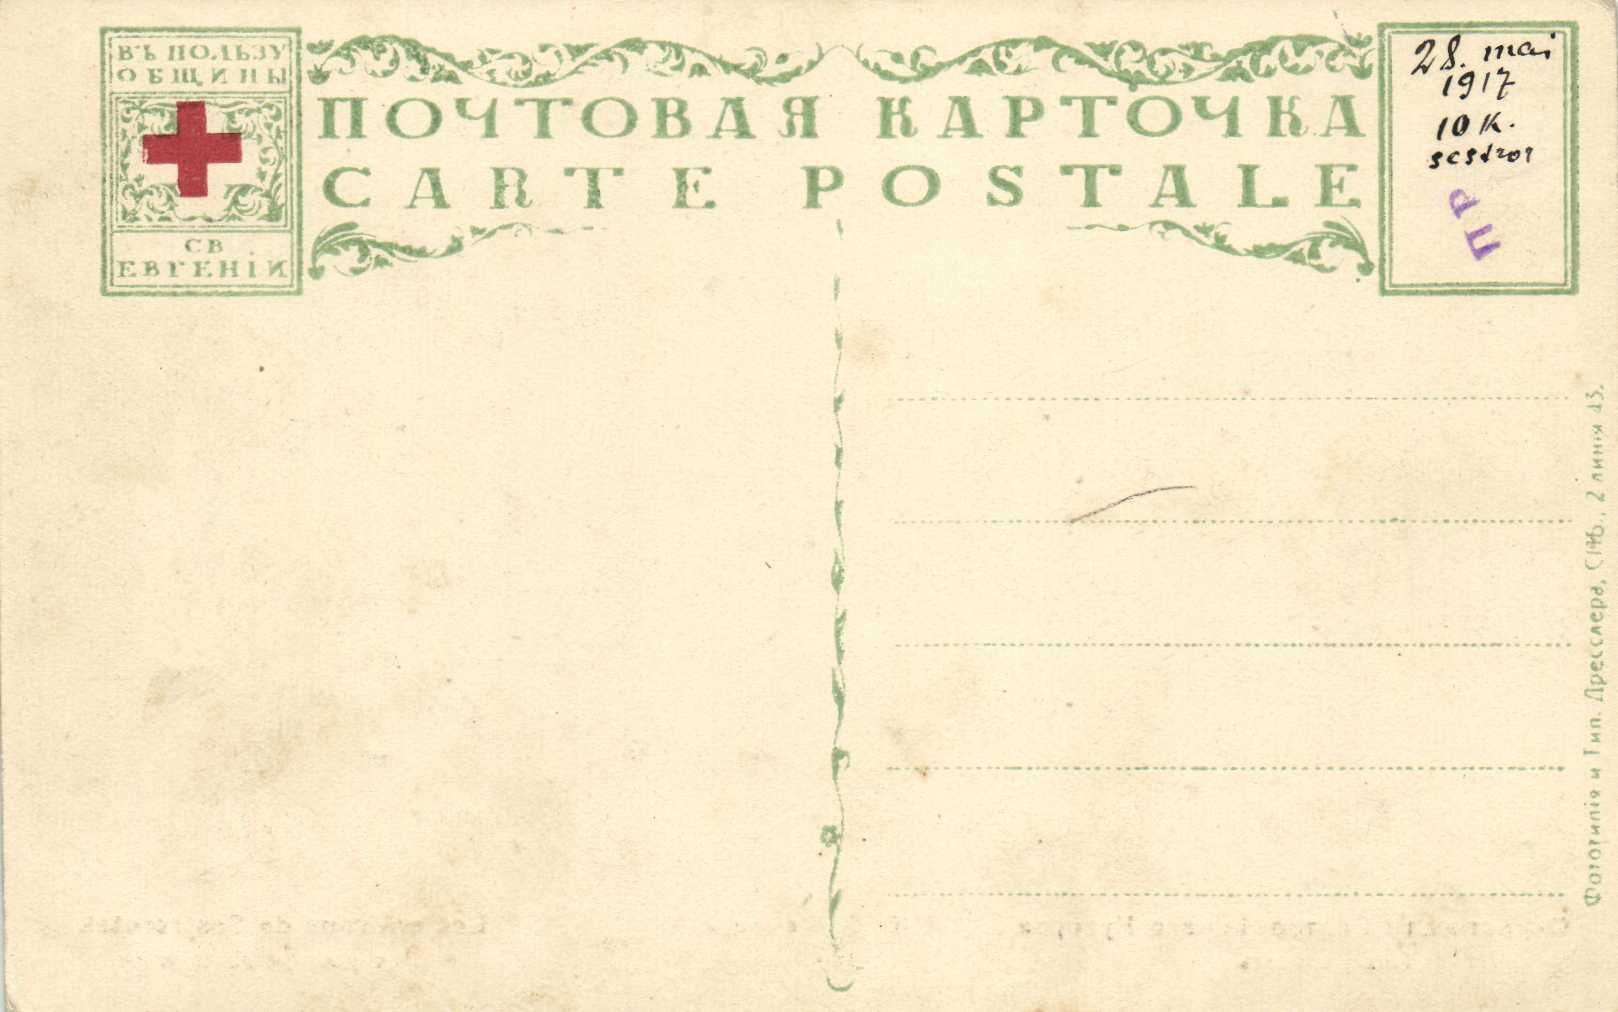 ВЪ ПОЛЬЗУ
ОБЩИНЫ
СВ
ЕВГЕНІИ
ПОЧТОВАЯ КАРТОЧКА
CARTE POSTALE
28. mai
1917
10 K.
sestror
ПР
Фототипія и Тип. Дресслера, СПб., 2 линія 43.